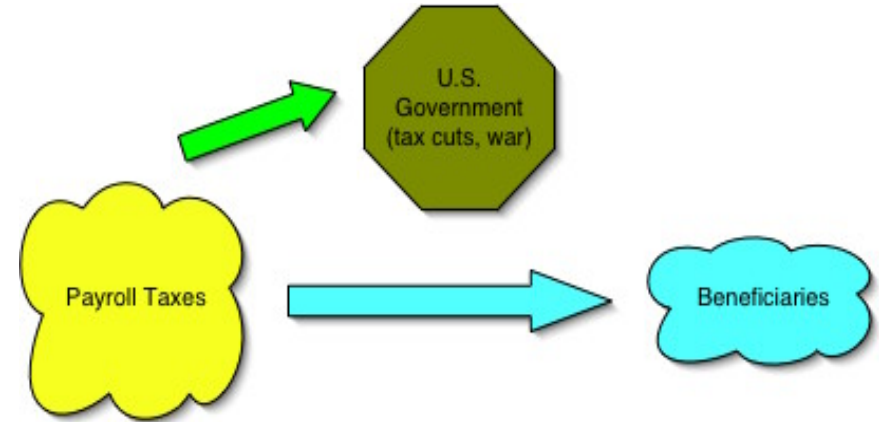 U.S.
Government
(tax cuts, war)
Payroll Taxes
Beneficiaries